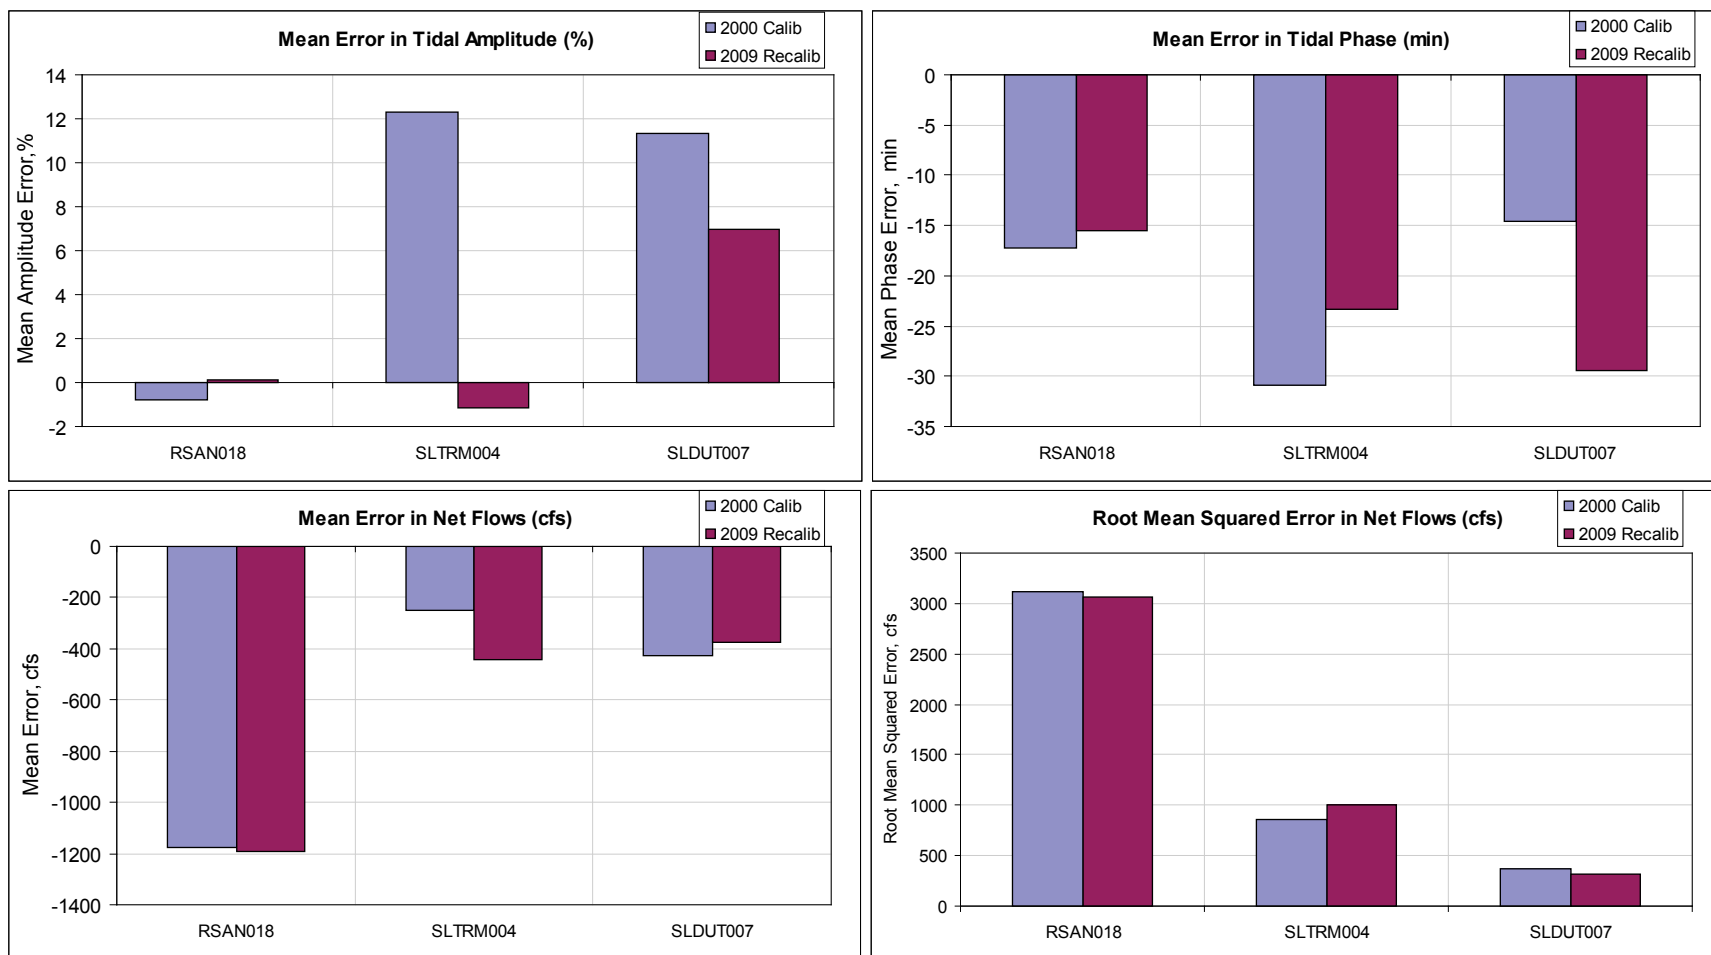 Mean Error in Tidal Amplitude (%)
2000 Calib
2009 Recalib
Mean Amplitude Error,%
14
12
10
8
6
4
2
0
-2
RSAN018
SLTRM004
SLDUT007
Mean Error in Tidal Phase (min)
2000 Calib
2009 Recalib
Mean Phase Error, min
0
-5
-10
-15
-20
-25
-30
-35
RSAN018
SLTRM004
SLDUT007
Mean Error in Net Flows (cfs)
2000 Calib
2009 Recalib
Mean Error, cfs
0
-200
-400
-600
-800
-1000
-1200
-1400
RSAN018
SLTRM004
SLDUT007
Root Mean Squared Error in Net Flows (cfs)
2000 Calib
2009 Recalib
Root Mean Squared Error, cfs
3500
3000
2500
2000
1500
1000
500
0
RSAN018
SLTRM004
SLDUT007